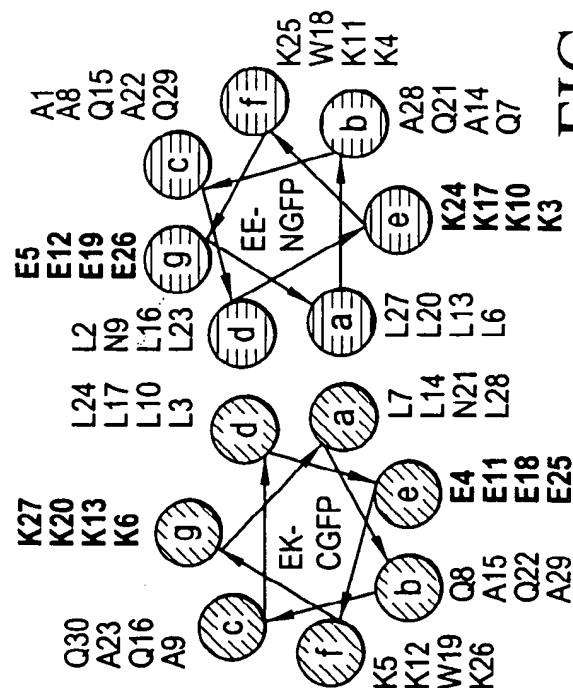 Q30
A23
Q16
A9
K27
K20
K13
K6
L24
L17
L10
L3
c
g
d
EK-
CGFP
f
b
e
a
K5
K12
W19
K26
Q8
A15
Q22
A29
E4
E11
E18
E25
L7
L14
N21
L28
L2
N9
L16
L23
E5
E12
E19
E26
A1
A8
Q15
A22
Q29
d
g
c
EE-
NGFP
f
a
e
b
L27
L20
L13
L6
K24
K17
K10
K3
A28
Q21
A14
Q7
K25
W18
K11
K4
FIG